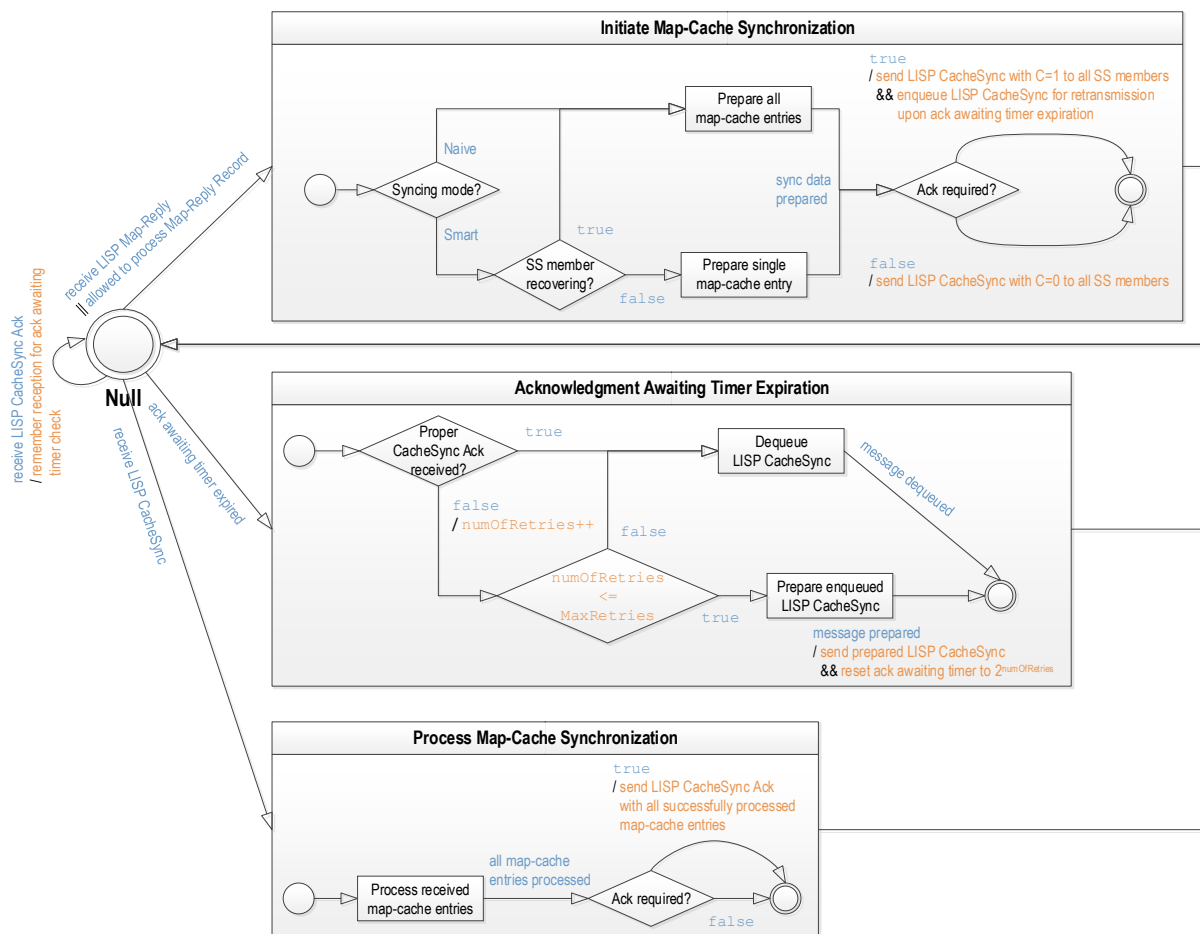 Initiate Map-Cache Synchronization
true
/ send LISP CacheSync with C=1 to all SS members
&& enqueue LISP CacheSync for retransmission
upon ack awaiting timer expiration
Prepare all
map-cache entries
Naive
Syncing mode?
sync data
prepared
Ack required?
Smart
true
SS member
recovering?
false
Prepare single
map-cache entry
false
/ send LISP CacheSync with C=0 to all SS members
receive LISP Map-Reply
|| allowed to process Map-Reply Record
receive LISP CacheSync Ack
/ remember reception for ack awaiting
timer check
Null
ack awaiting timer expired
receive LISP CacheSync
Acknowledgment Awaiting Timer Expiration
Proper
CacheSync Ack
received?
true
Dequeue
LISP CacheSync
message dequeued
false
/ numOfRetries++
false
numOfRetries
<=
MaxRetries
true
Prepare enqueued
LISP CacheSync
message prepared
/ send prepared LISP CacheSync
&& reset ack awaiting timer to 2numOfRetries
Process Map-Cache Synchronization
true
/ send LISP CacheSync Ack
with all successfully processed
map-cache entries
all map-cache
entries processed
Process received
map-cache entries
Ack required?
false